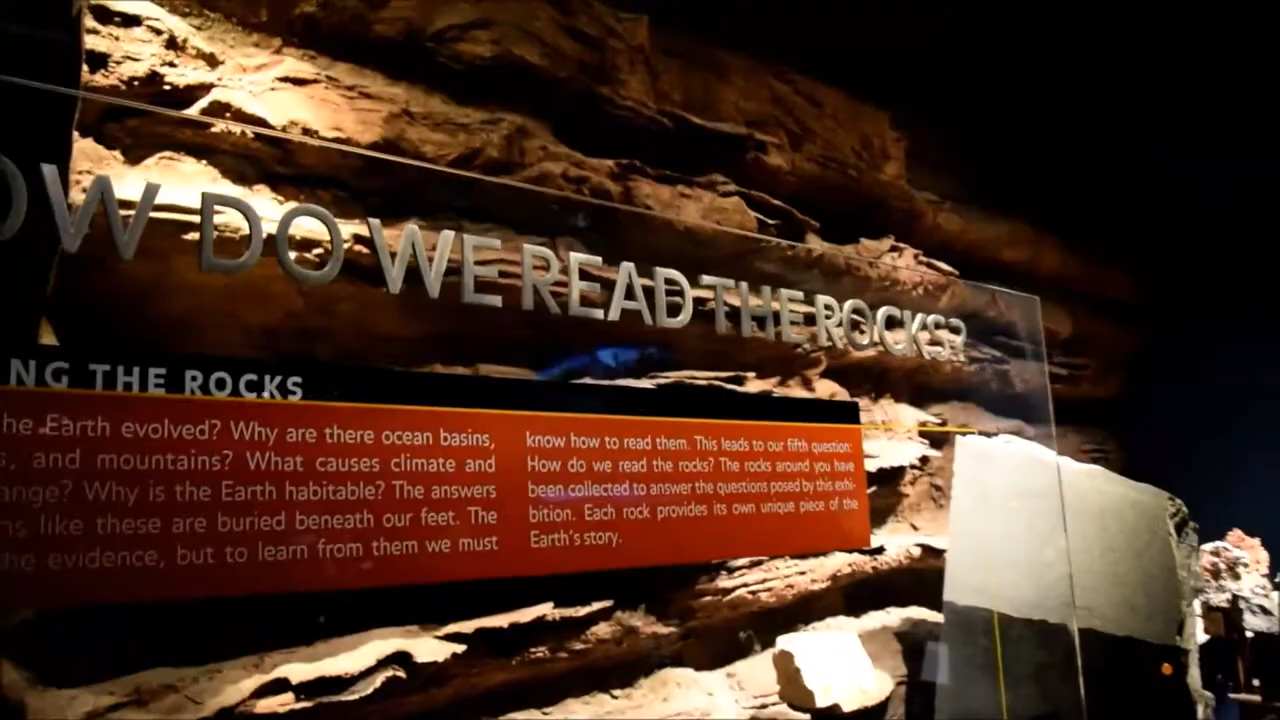 OW DO WE READ THE ROCKS?
NG THE ROCKS
he Earth evolved? Why are there ocean basins,
, and mountains? What causes climate and
ange? Why is the Earth habitable? The answers
ns like these are buried beneath our feet. The
he evidence, but to learn from them we must
know how to read them. This leads to our fifth question:
How do we read the rocks? The rocks around you have
been collected to answer the questions posed by this exhi-
bition. Each rock provides its own unique piece of the
Earth's story.